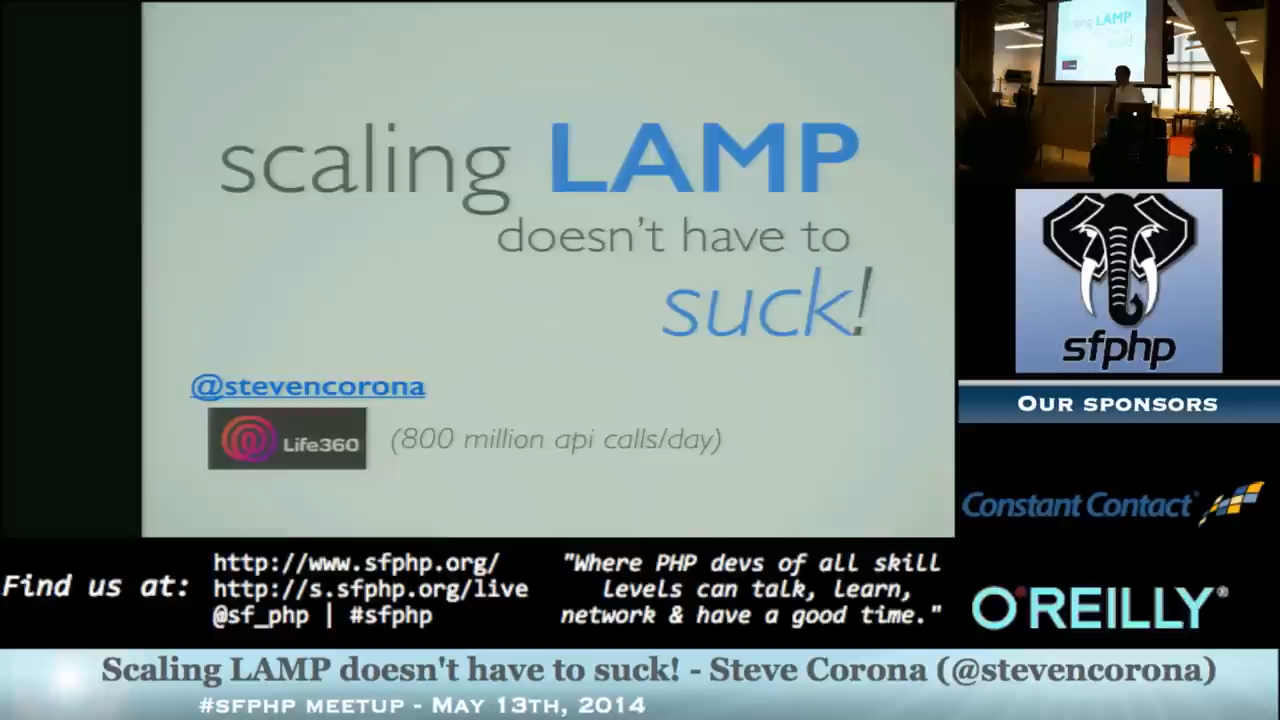 scaling LAMP
doesn't have to
suck!
@stevencorona
Life360
(800 million api calls/day)
scaling LAMP
sfphp
Our sponsors
Constant Contact
O'REILLY®
Find us at:
http://www.sfphp.org/
http://s.sfphp.org/live
@sf_php | #sfphp
"Where PHP devs of all skill
Levels can talk, learn,
network & have a good time."
Scaling LAMP doesn't have to suck! - Steve Corona (@stevencorona)
#sfphp meetup - May 13th, 2014